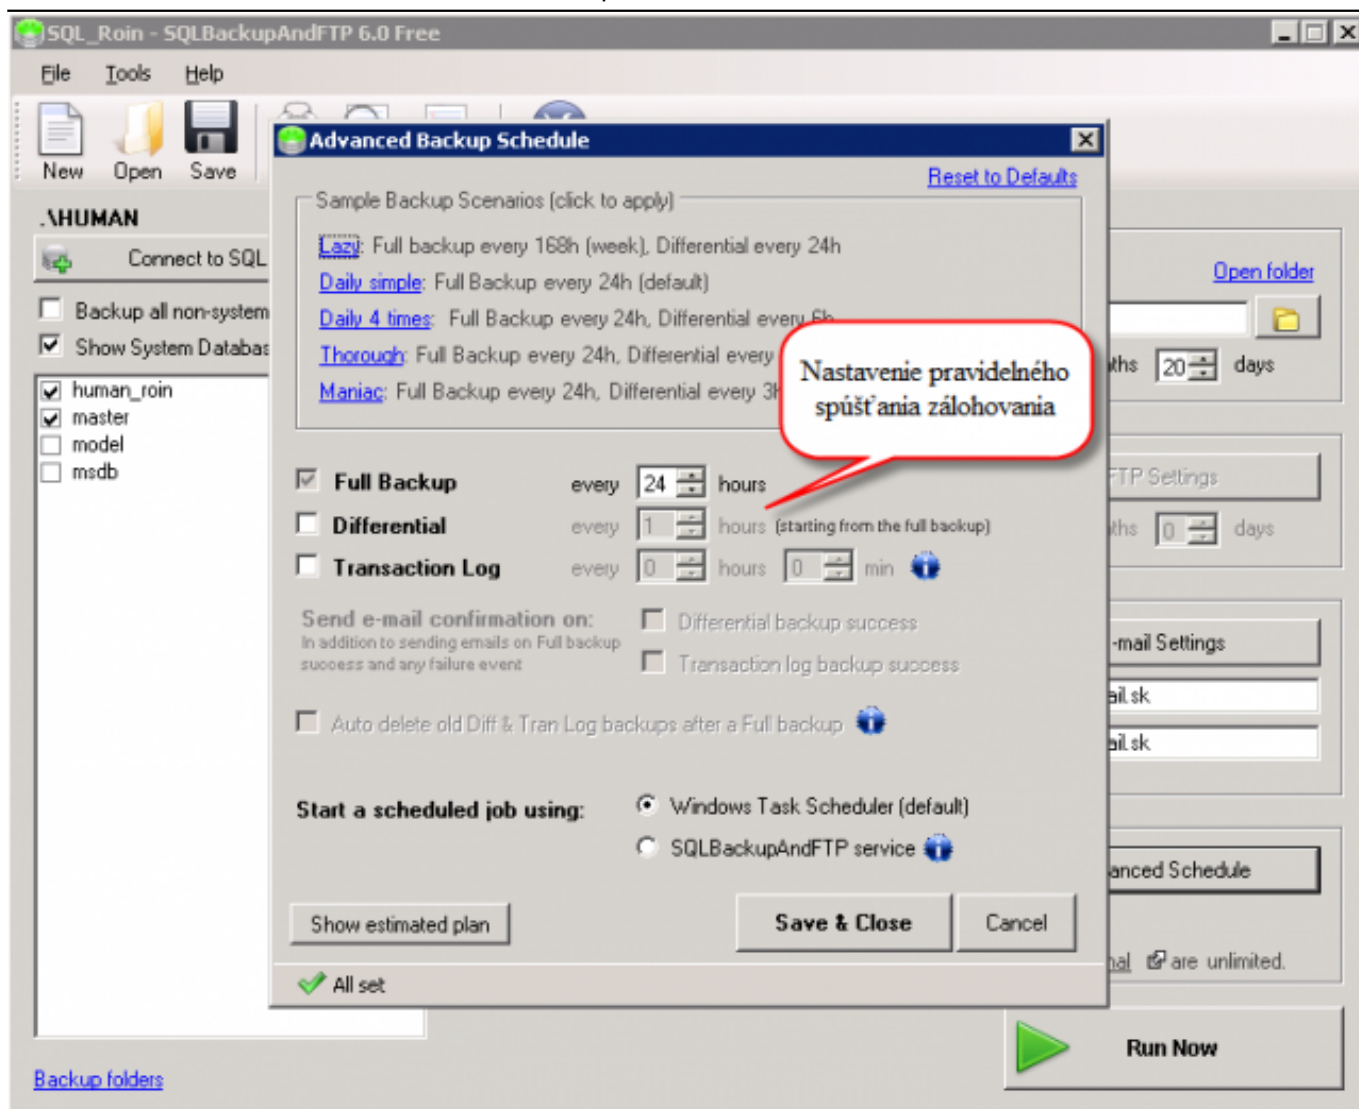 SQL_Roin - SQLBackupAndFTP 6.0 Free
File Tools Help
New Open Save
.\HUMAN
Connect to SQL
Backup all non-system
Show System Databas
human_roin
master
model
msdb
Backup folders
Advanced Backup Schedule
Reset to Defaults
Sample Backup Scenarios (click to apply)
Lazy: Full backup every 168h (week), Differential every 24h
Daily simple: Full Backup every 24h (default)
Daily 4 times: Full Backup every 24h, Differential every 6h
Thorough: Full Backup every 24h, Differential every
Maniac: Full Backup every 24h, Differential every 3h
Nastavenie pravidelného
spúšťania zálohovania
Full Backup every 24 hours
Differential every 1 hours (starting from the full backup)
Transaction Log every 0 hours 0 min
Send e-mail confirmation on:
In addition to sending emails on Full backup
success and any failure event
Differential backup success
Transaction log backup success
Auto delete old Diff & Tran Log backups after a Full backup
Start a scheduled job using:
Windows Task Scheduler (default)
SQLBackupAndFTP service
Show estimated plan Save & Close Cancel
All set
Open folder
ths 20 days
FTP Settings
ths 0 days
-mail Settings
ail.sk
ail.sk
anced Schedule
nal are unlimited.
Run Now